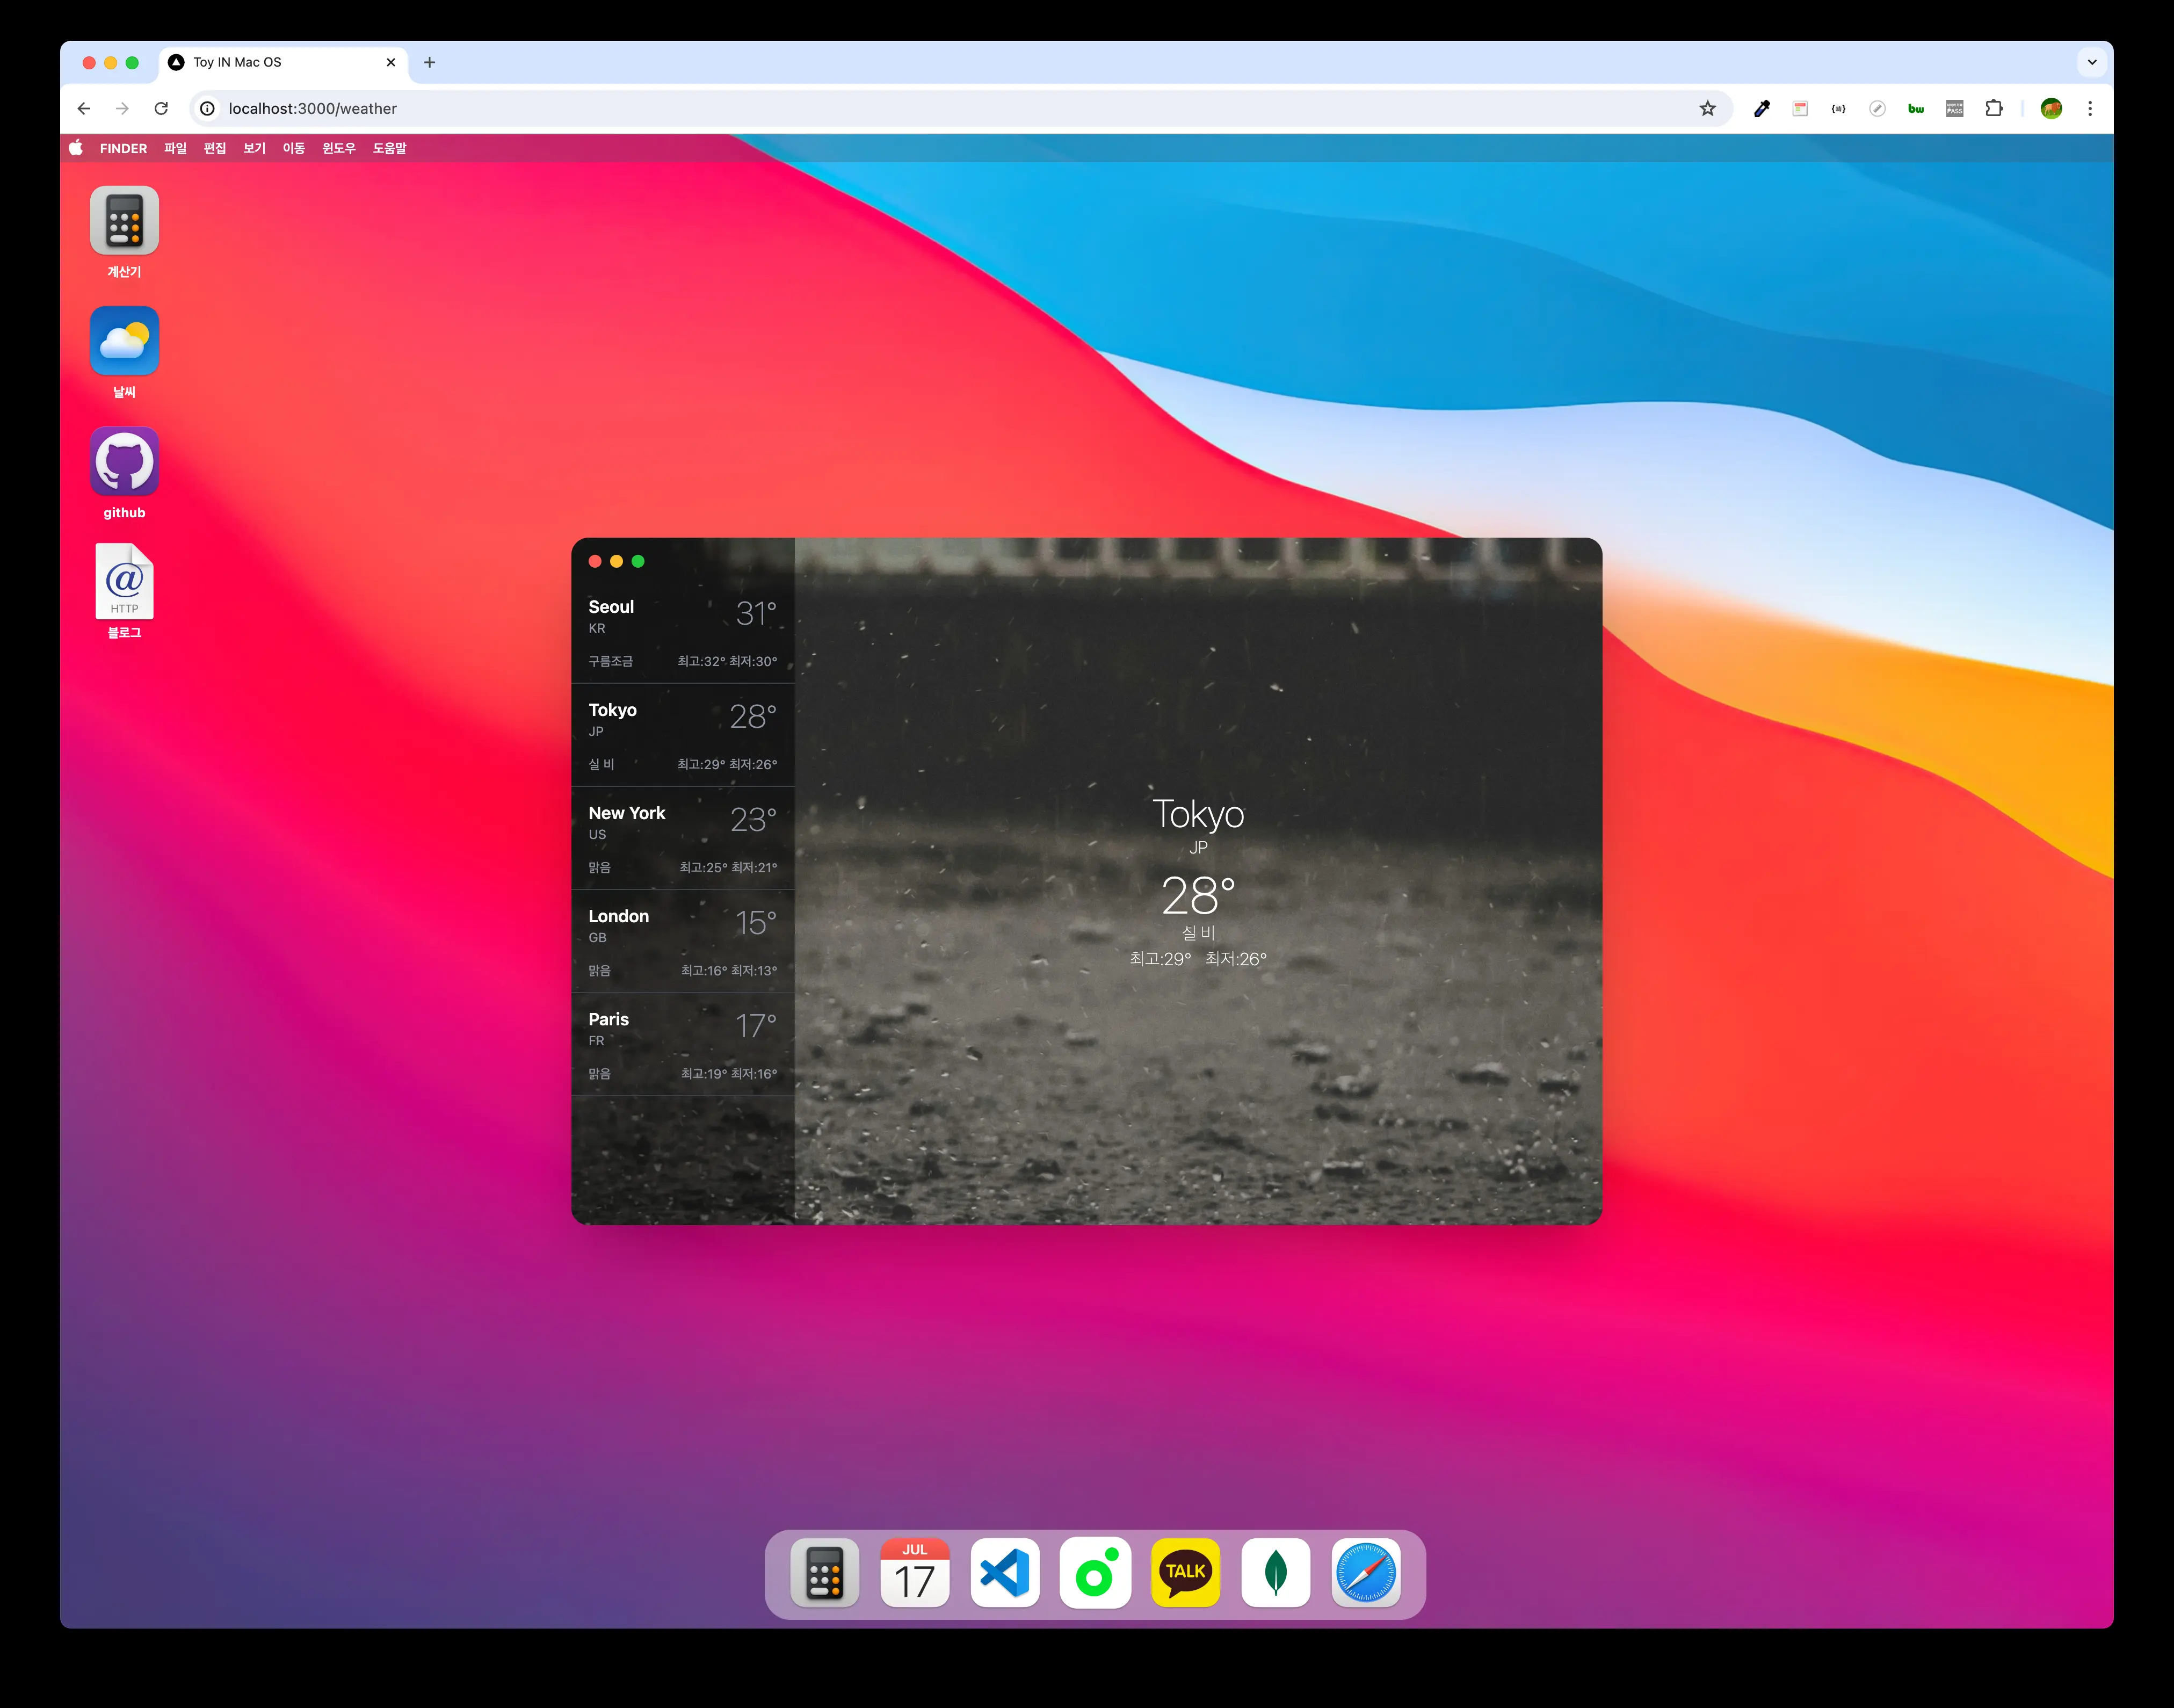 Toy IN Mac OS
localhost:3000/weather
{≡}
bw
PASS
FINDER 파일 편집 보기 이동 윈도우 도움말
계산기
날씨
github
@
HTTP
블로그
Seoul 31°
KR
구름조금 최고:32° 최저:30°
Tokyo 28°
JP
실 비 최고:29° 최저:26°
New York 23°
US
맑음 최고:25° 최저:21°
London 15°
GB
맑음 최고:16° 최저:13°
Paris 17°
FR
맑음 최고:19° 최저:16°
Tokyo
JP
28°
실 비
최고:29° 최저:26°
JUL
17
TALK